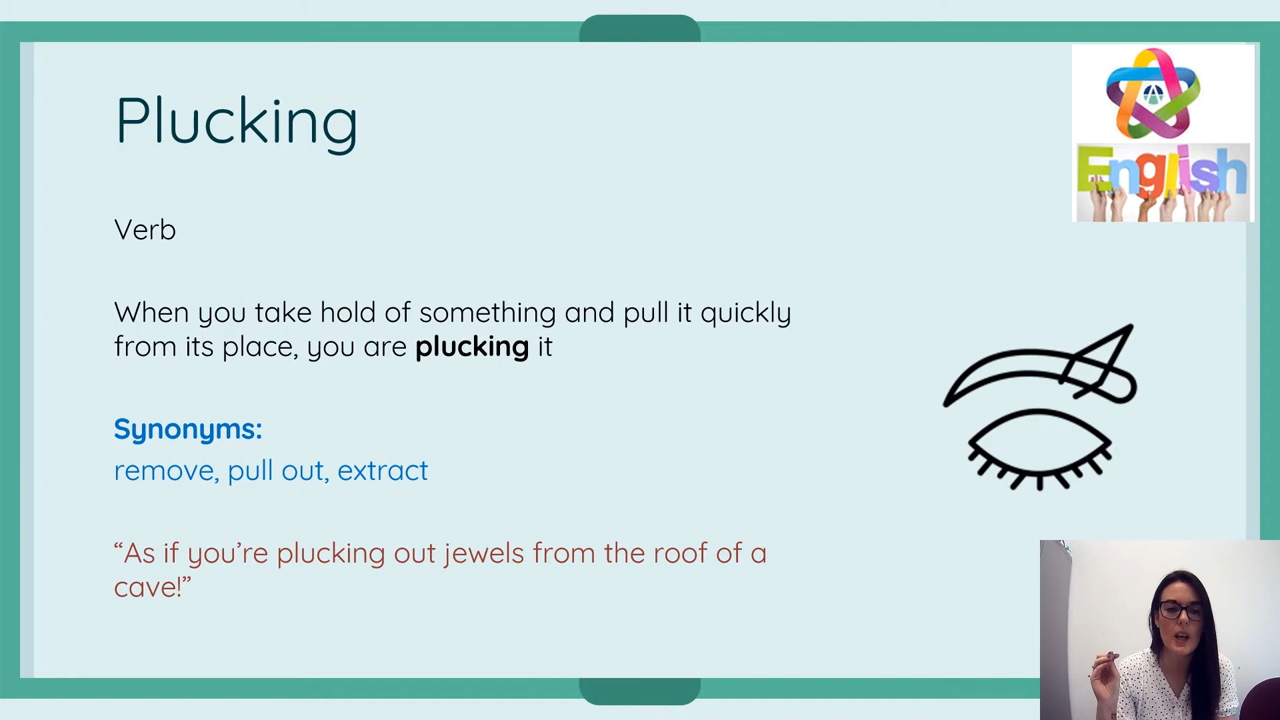 Plucking
English
Verb
When you take hold of something and pull it quickly
from its place, you are plucking it
Synonyms:
remove, pull out, extract
“As if you’re plucking out jewels from the roof of a
cave!”